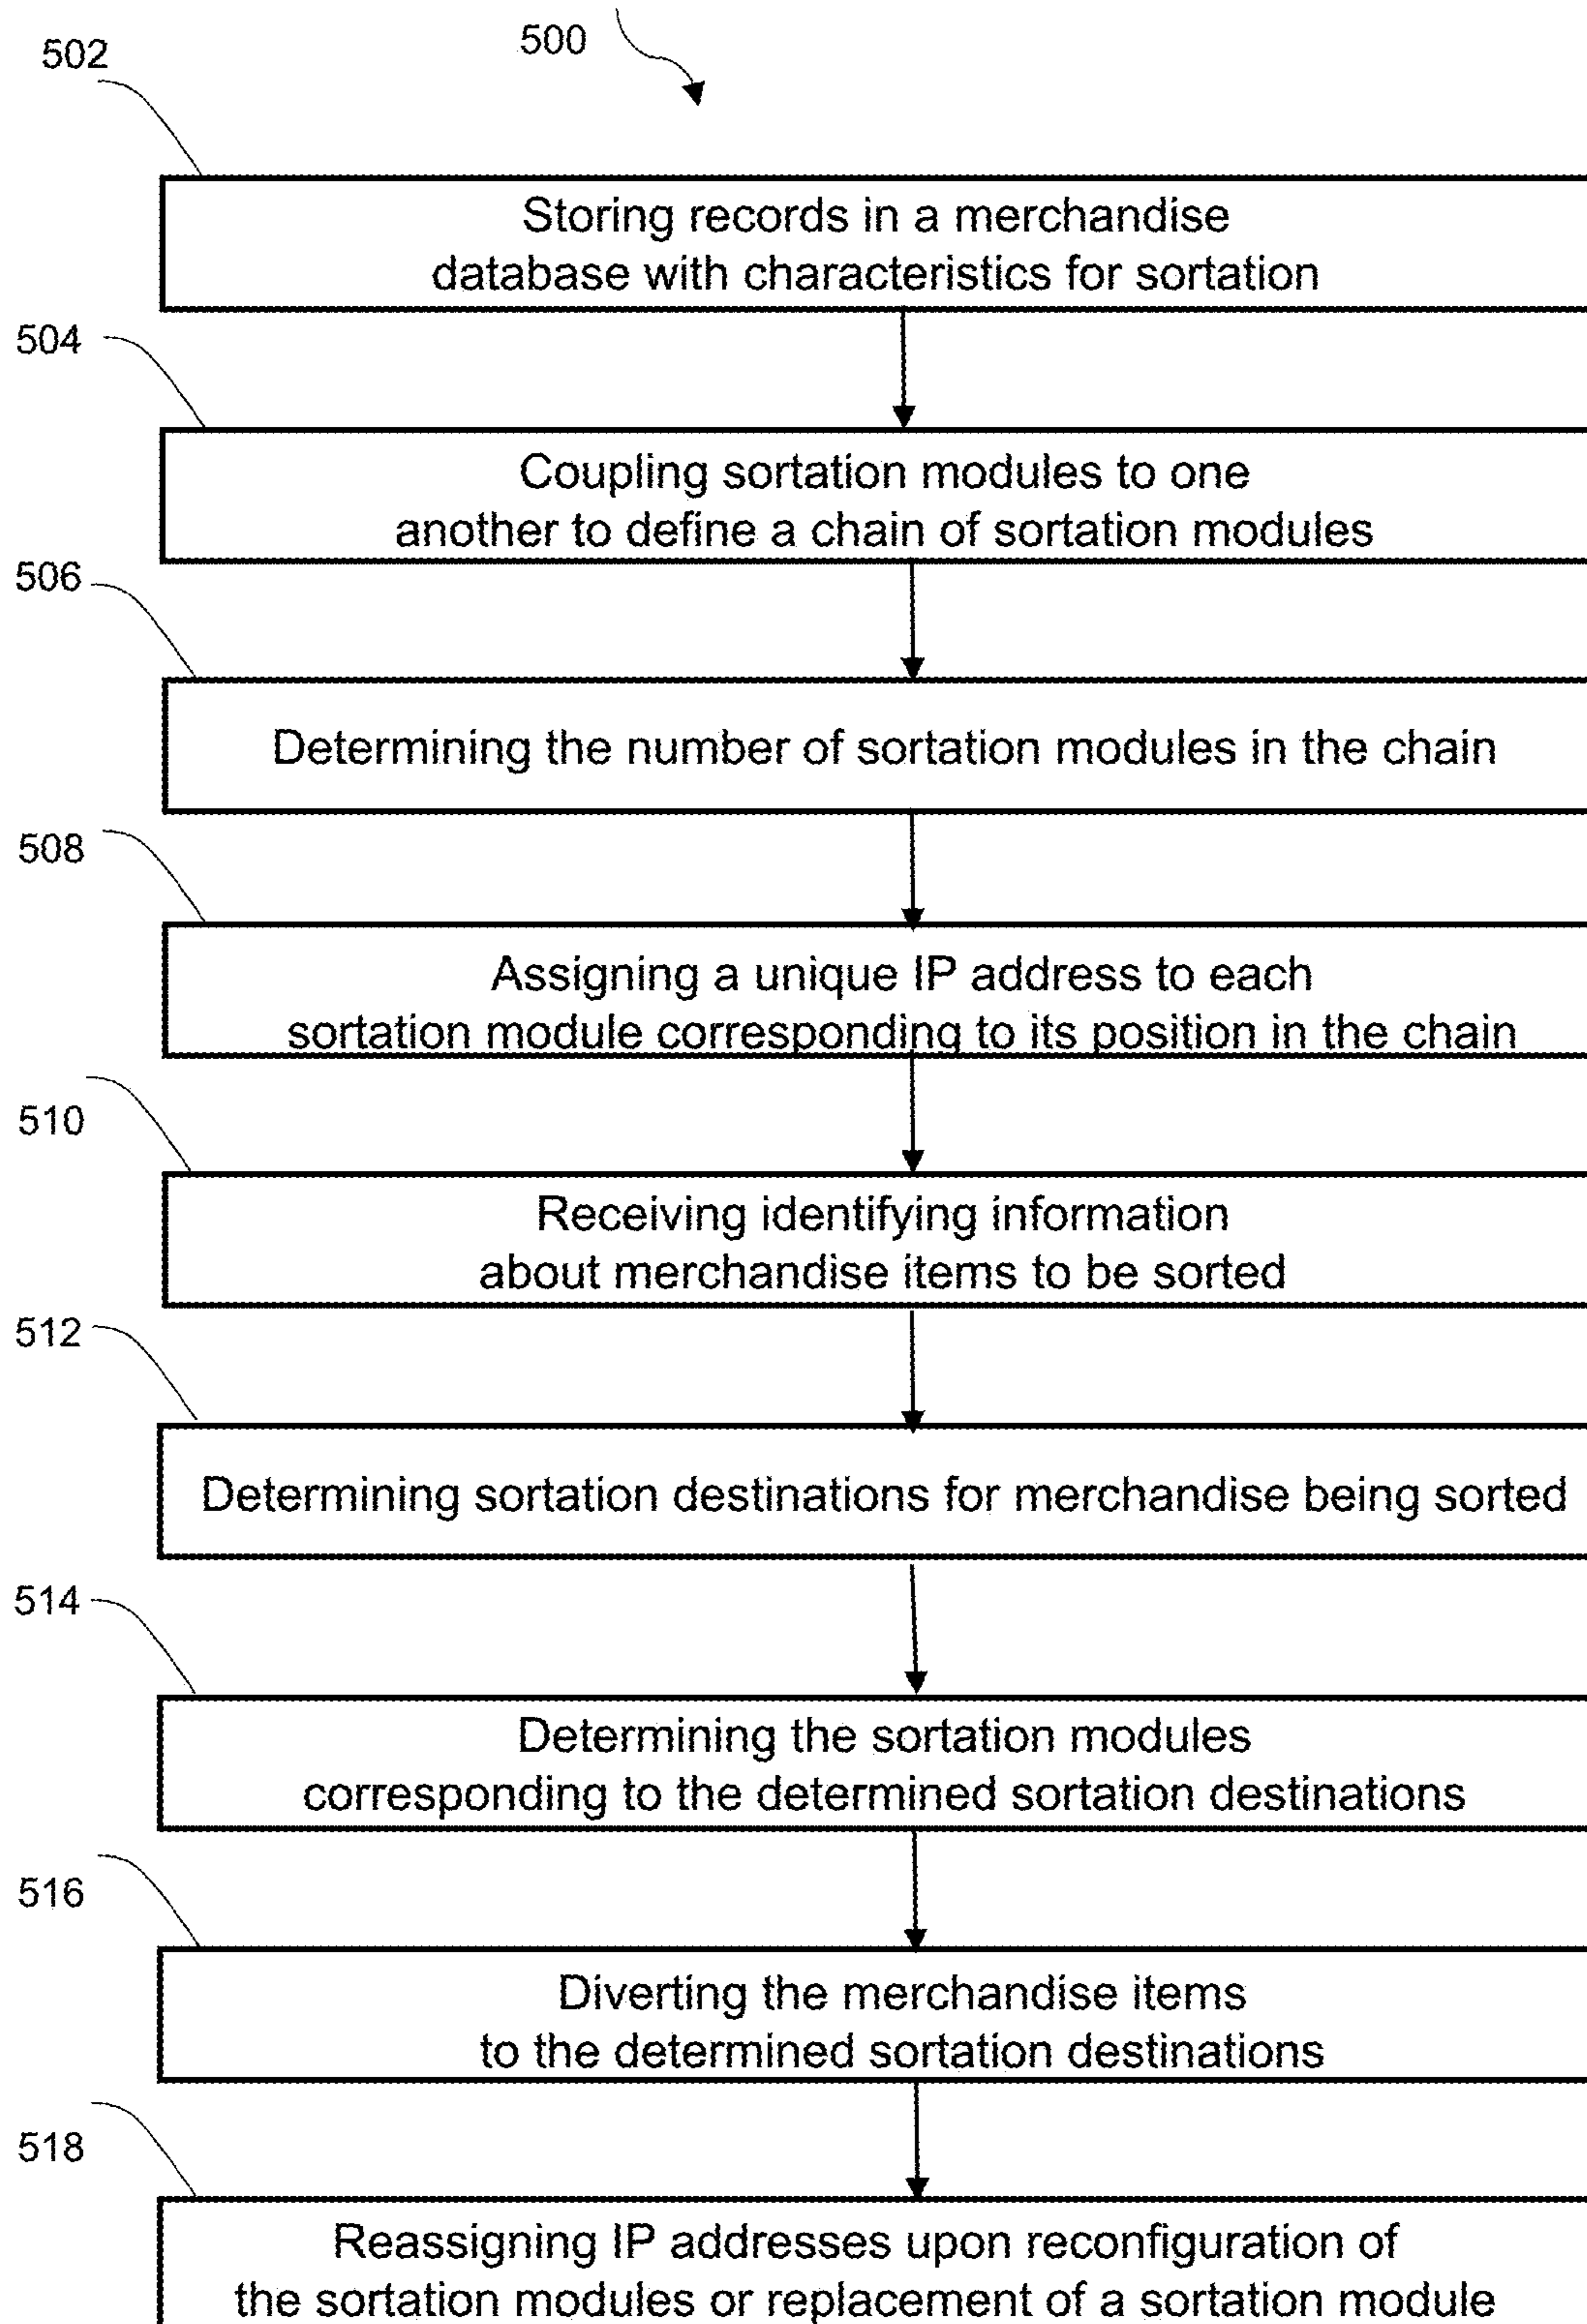 500
502
Storing records in a merchandise
database with characteristics for sortation
504
Coupling sortation modules to one
another to define a chain of sortation modules
506
Determining the number of sortation modules in the chain
508
Assigning a unique IP address to each
sortation module corresponding to its position in the chain
510
Receiving identifying information
about merchandise items to be sorted
512
Determining sortation destinations for merchandise being sorted
514
Determining the sortation modules
corresponding to the determined sortation destinations
516
Diverting the merchandise items
to the determined sortation destinations
518
Reassigning IP addresses upon reconfiguration of
the sortation modules or replacement of a sortation module